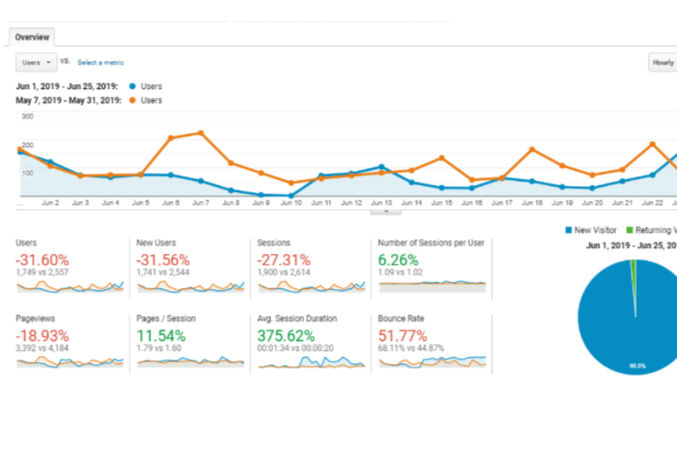 Overview
Users
VS.
Select a metric
Hourly
Jun 1, 2019 - Jun 25, 2019: Users
May 7, 2019 - May 31, 2019: Users
300
200
100
... Jun 2 Jun 3 Jun 4 Jun 5 Jun 6 Jun 7 Jun 8 Jun 9 Jun 10 Jun 11 Jun 12 Jun 13 Jun 14 Jun 15 Jun 16 Jun 17 Jun 18 Jun 19 Jun 20 Jun 21 Jun 22
New Visitor Returning V
Jun 1, 2019 - Jun 25, 20
Users
-31.60%
1,749 vs 2,557
New Users
-31.56%
1,741 vs 2,544
Sessions
-27.31%
1,900 vs 2,614
Number of Sessions per User
6.26%
1.09 vs 1.02
Pageviews
-18.93%
3,392 vs 4,184
Pages / Session
11.54%
1.79 vs 1.60
Avg. Session Duration
375.62%
00:01:34 vs 00:00:20
Bounce Rate
51.77%
68.11% vs 44.87%